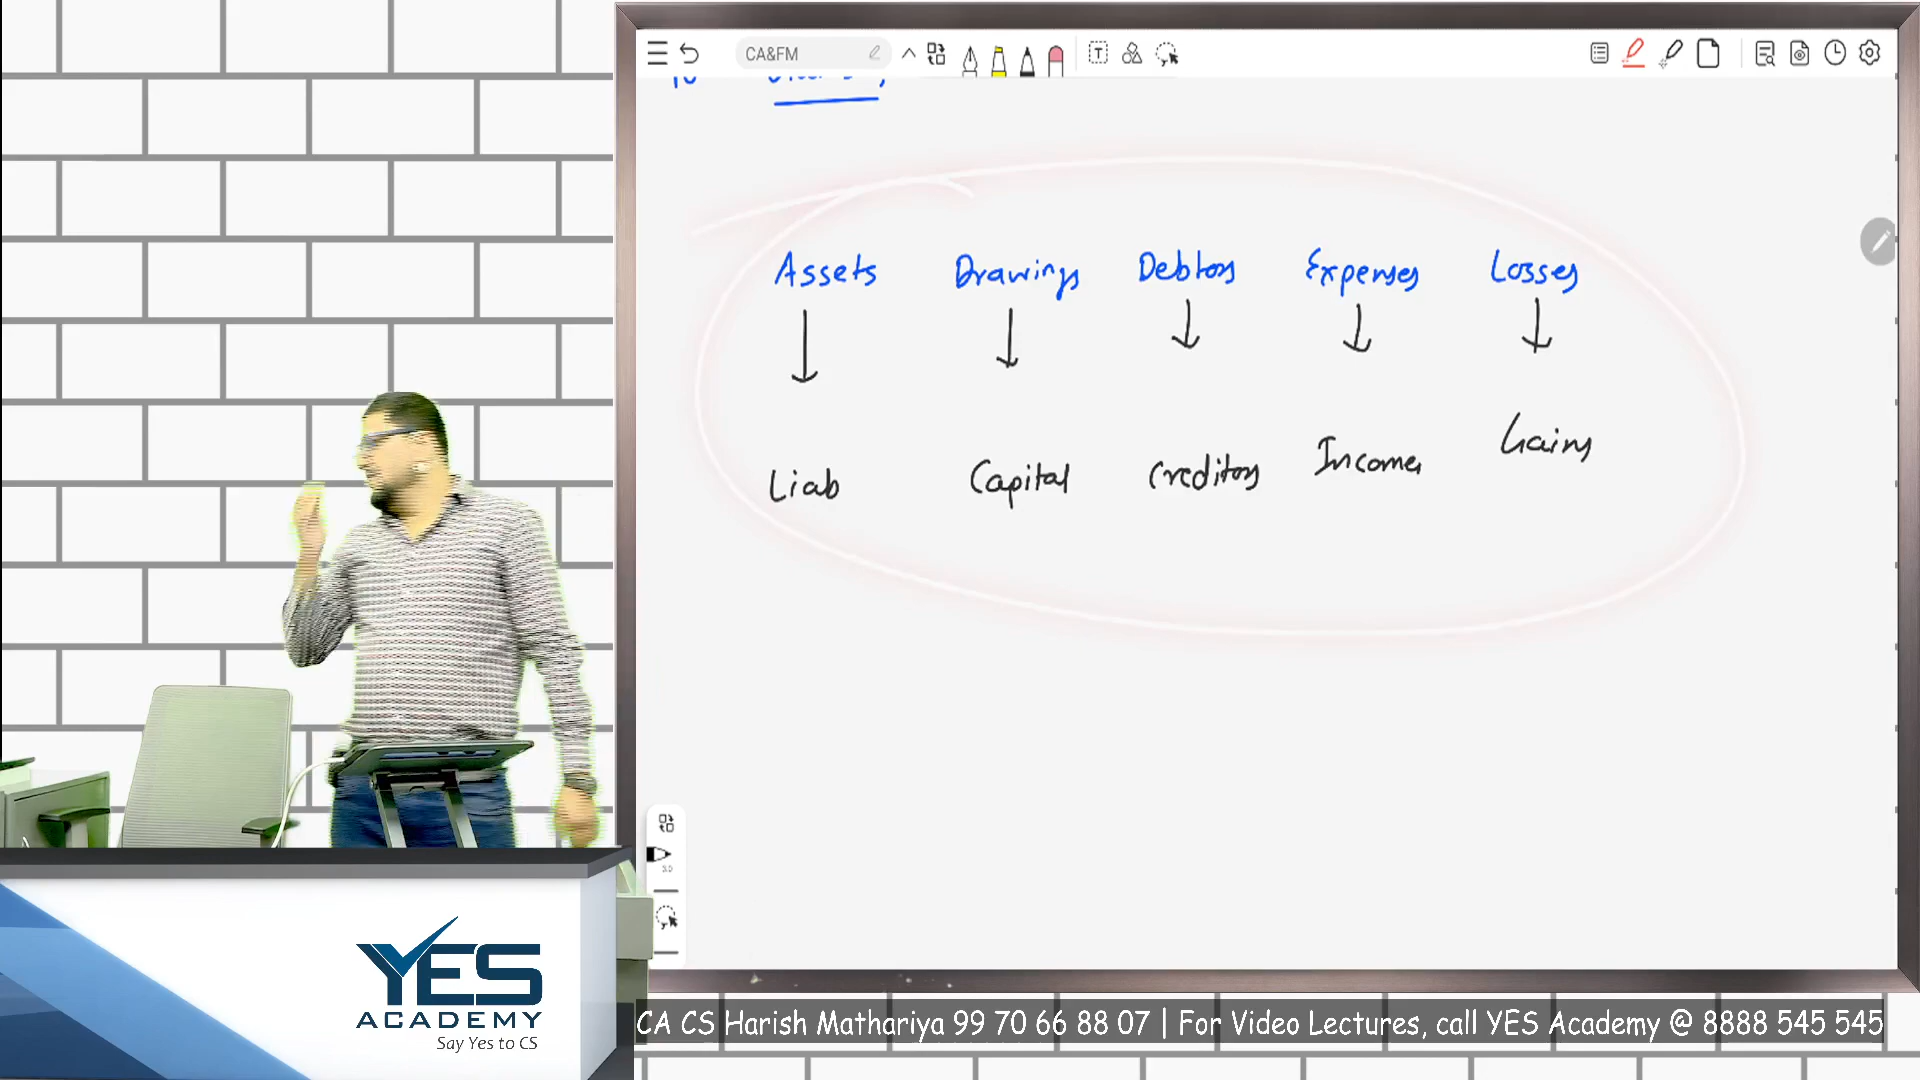 CA&FM
Assets Drawings Debtors Expenses Losses
Liab Capital Creditors Incomes Gains
YES
ACADEMY
Say Yes to CS
CA CS Harish Mathariya 99 70 66 88 07 | For Video Lectures, call YES Academy @ 8888 545 545